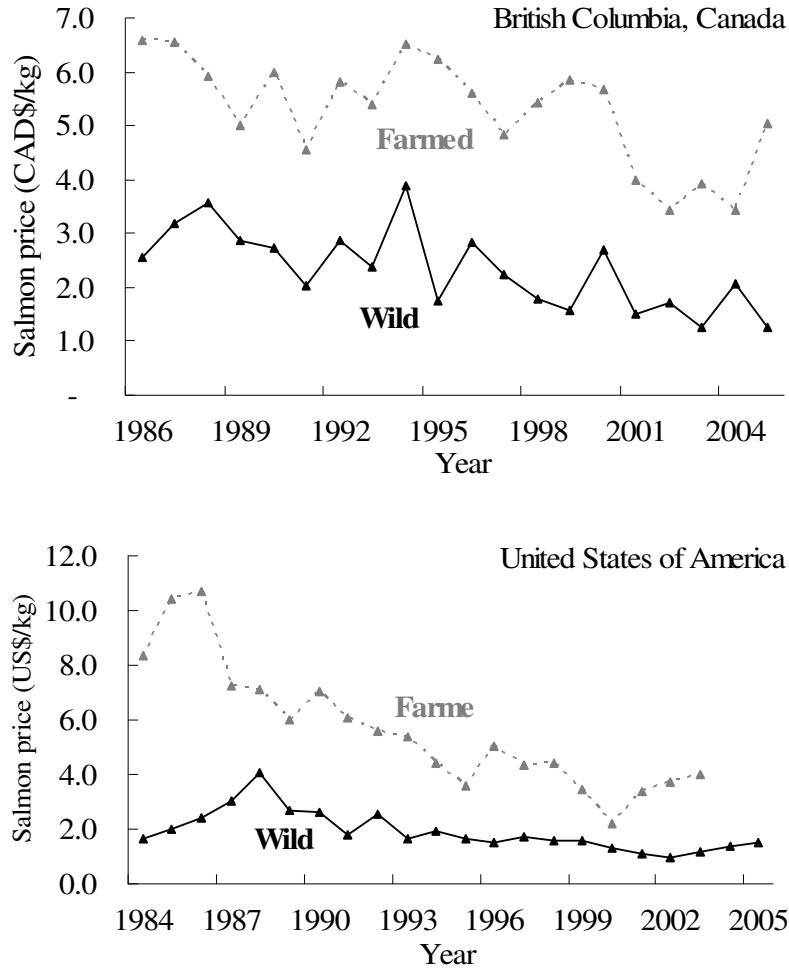 British Columbia, Canada
Salmon price (CAD$/kg)
7.0
6.0
5.0
4.0
3.0
2.0
1.0
-
Farmed
Wild
1986 1989 1992 1995 1998 2001 2004
Year
United States of America
Salmon price (US$/kg)
12.0
10.0
8.0
6.0
4.0
2.0
0.0
Farme
Wild
1984 1987 1990 1993 1996 1999 2002 2005
Year